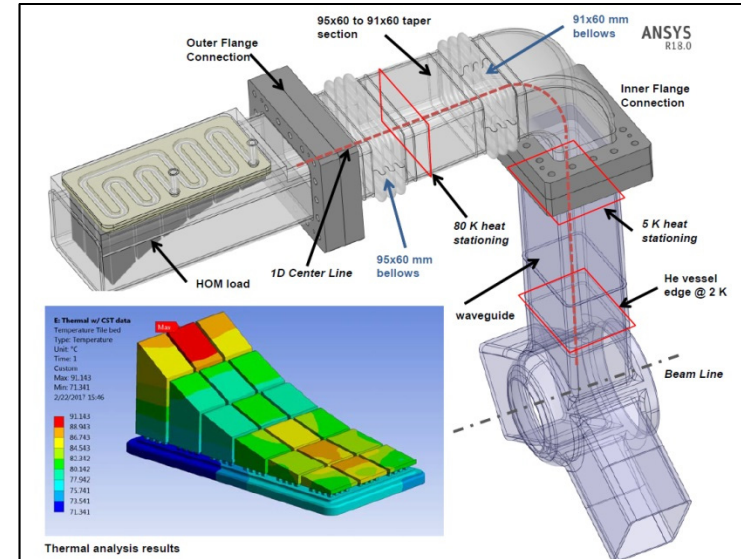 95x60 to 91x60 taper
section
91x60 mm
bellows
ANSYS
R18.0
Outer Flange
Connection
Inner Flange
Connection
80 K heat
stationing
5 K heat
stationing
HOM load
1D Center Line
95x60 mm
bellows
waveguide
He vessel
edge @ 2 K
Beam Line
E: Thermal w/ CST data
Temperature Tile bed
Type: Temperature
Unit: °C
Time: 1
Custom
Max: 91.143
Min: 71.341
2/22/2017 15:46
Max
91.143
88.943
86.743
84.543
82.342
80.142
77.942
75.741
73.541
71.341
Thermal analysis results